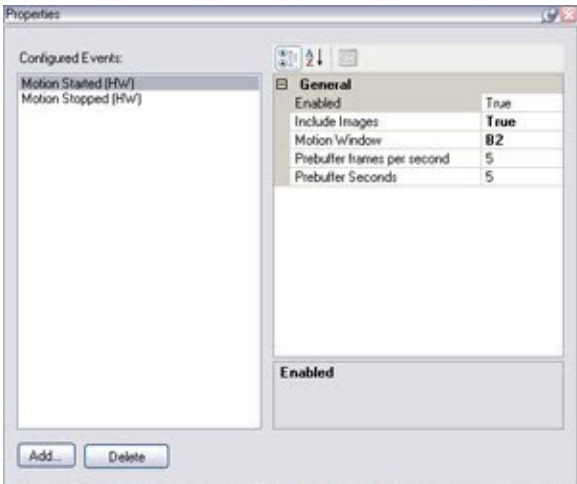 Properties
Configured Events:
Motion Started (HW)
Motion Stopped (HW)
General
Enabled True
Include Images True
Motion Window B2
Prebuffer frames per second 5
Prebuffer Seconds 5
Enabled
Add...
Delete